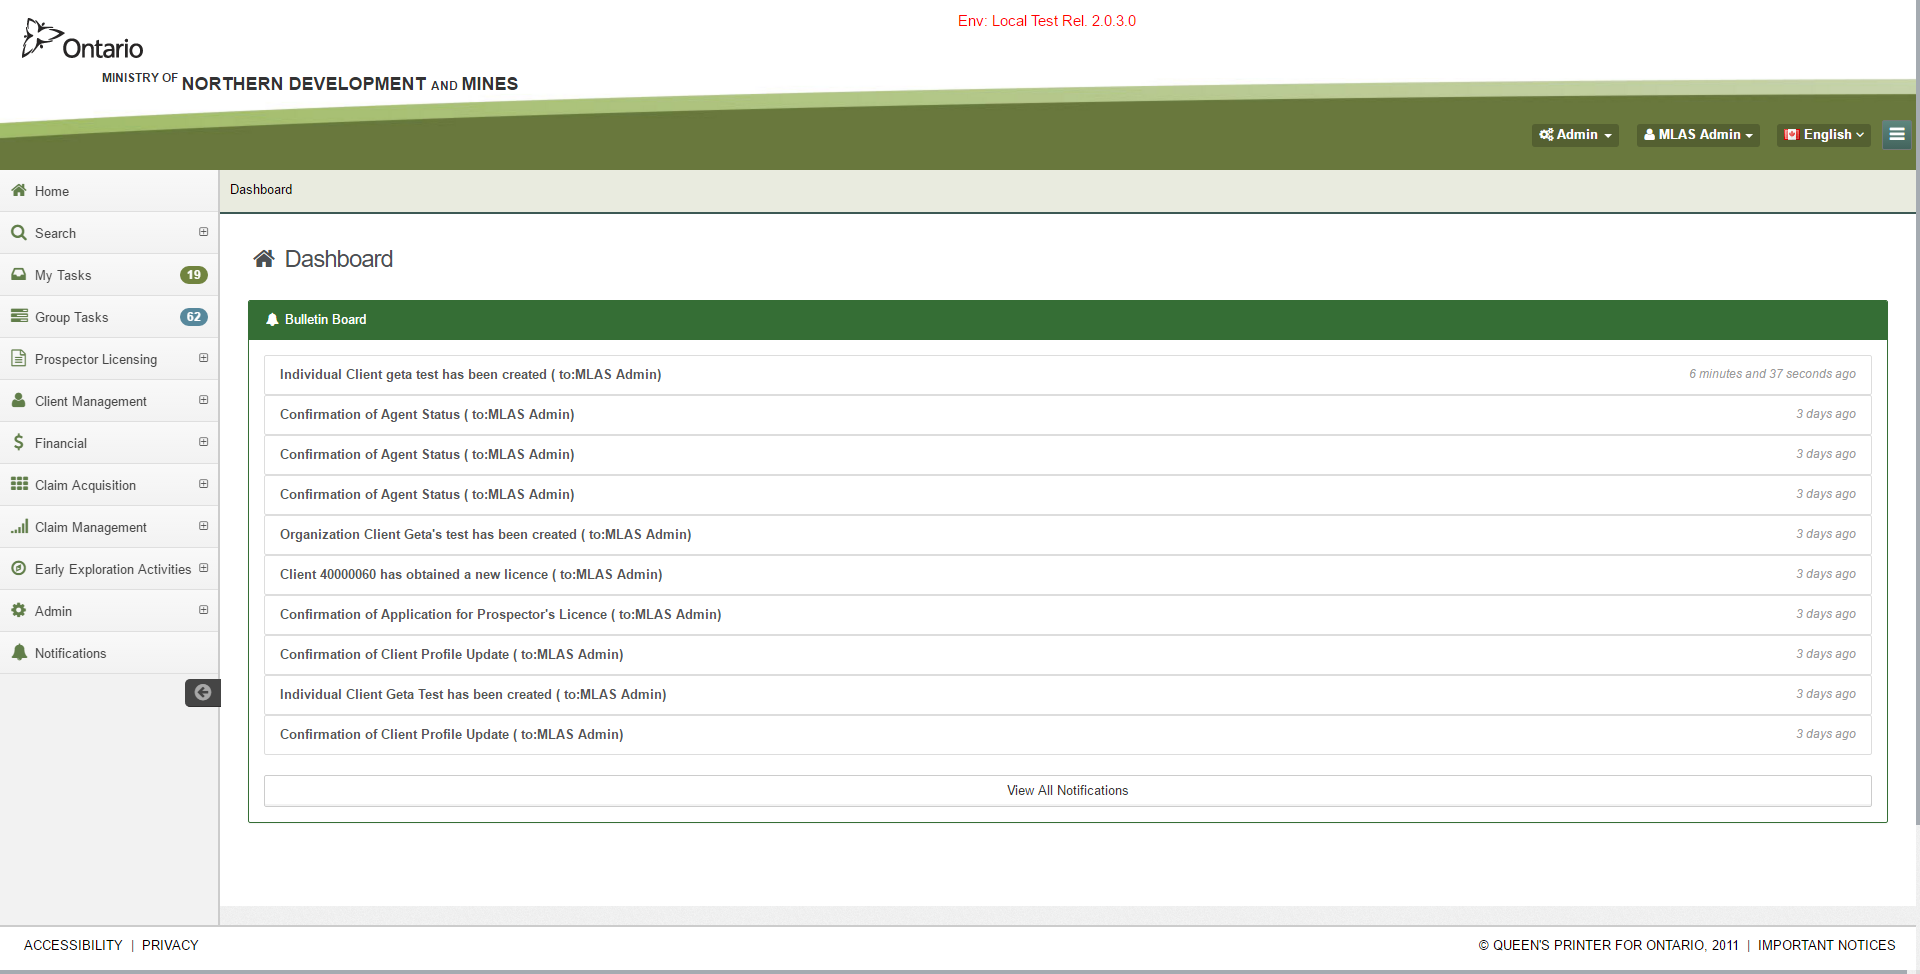 Env: Local Test Rel. 2.0.3.0
Ontario
MINISTRY OF NORTHERN DEVELOPMENT AND MINES
Admin
MLAS Admin
English
Home
Search
My Tasks 19
Group Tasks 62
Prospector Licensing
Client Management
Financial
Claim Acquisition
Claim Management
Early Exploration Activities
Admin
Notifications
Dashboard
Dashboard
Bulletin Board
Individual Client geta test has been created ( to:MLAS Admin) 6 minutes and 37 seconds ago
Confirmation of Agent Status ( to:MLAS Admin) 3 days ago
Confirmation of Agent Status ( to:MLAS Admin) 3 days ago
Confirmation of Agent Status ( to:MLAS Admin) 3 days ago
Organization Client Geta's test has been created ( to:MLAS Admin) 3 days ago
Client 40000060 has obtained a new licence ( to:MLAS Admin) 3 days ago
Confirmation of Application for Prospector's Licence ( to:MLAS Admin) 3 days ago
Confirmation of Client Profile Update ( to:MLAS Admin) 3 days ago
Individual Client Geta Test has been created ( to:MLAS Admin) 3 days ago
Confirmation of Client Profile Update ( to:MLAS Admin) 3 days ago
View All Notifications
ACCESSIBILITY | PRIVACY
© QUEEN'S PRINTER FOR ONTARIO, 2011 | IMPORTANT NOTICES